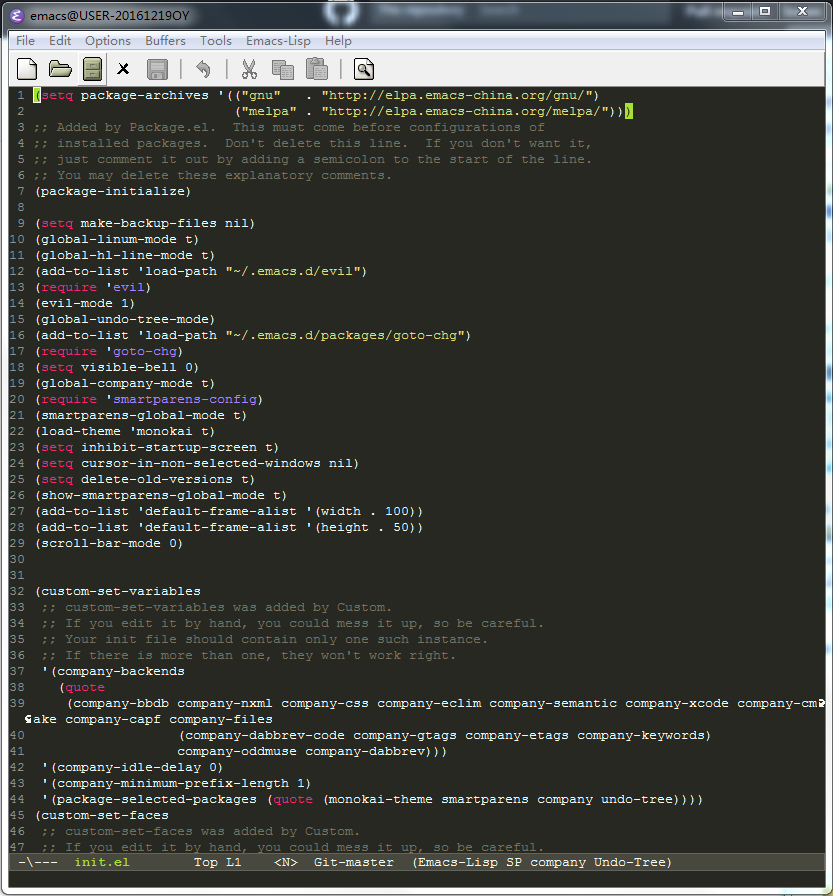 emacs@USER-20161219OY
File Edit Options Buffers Tools Emacs-Lisp Help
1 (setq package-archives '(("gnu"   . "http://elpa.emacs-china.org/gnu/")
2                          ("melpa" . "http://elpa.emacs-china.org/melpa/")))
3 ;; Added by Package.el.  This must come before configurations of
4 ;; installed packages.  Don't delete this line.  If you don't want it,
5 ;; just comment it out by adding a semicolon to the start of the line.
6 ;; You may delete these explanatory comments.
7 (package-initialize)
8
9 (setq make-backup-files nil)
10 (global-linum-mode t)
11 (global-hl-line-mode t)
12 (add-to-list 'load-path "~/.emacs.d/evil")
13 (require 'evil)
14 (evil-mode 1)
15 (global-undo-tree-mode)
16 (add-to-list 'load-path "~/.emacs.d/packages/goto-chg")
17 (require 'goto-chg)
18 (setq visible-bell 0)
19 (global-company-mode t)
20 (require 'smartparens-config)
21 (smartparens-global-mode t)
22 (load-theme 'monokai t)
23 (setq inhibit-startup-screen t)
24 (setq cursor-in-non-selected-windows nil)
25 (setq delete-old-versions t)
26 (show-smartparens-global-mode t)
27 (add-to-list 'default-frame-alist '(width . 100))
28 (add-to-list 'default-frame-alist '(height . 50))
29 (scroll-bar-mode 0)
30
31
32 (custom-set-variables
33  ;; custom-set-variables was added by Custom.
34  ;; If you edit it by hand, you could mess it up, so be careful.
35  ;; Your init file should contain only one such instance.
36  ;; If there is more than one, they won't work right.
37  '(company-backends
38    (quote
39     (company-bbdb company-nxml company-css company-eclim company-semantic company-xcode company-cm
ake company-capf company-files
40                   (company-dabbrev-code company-gtags company-etags company-keywords)
41                   company-oddmuse company-dabbrev)))
42  '(company-idle-delay 0)
43  '(company-minimum-prefix-length 1)
44  '(package-selected-packages (quote (monokai-theme smartparens company undo-tree))))
45 (custom-set-faces
46  ;; custom-set-faces was added by Custom.
47  ;; If you edit it by hand, you could mess it up, so be careful.
-\---  init.el        Top L1    <N>  Git-master  (Emacs-Lisp SP company Undo-Tree)